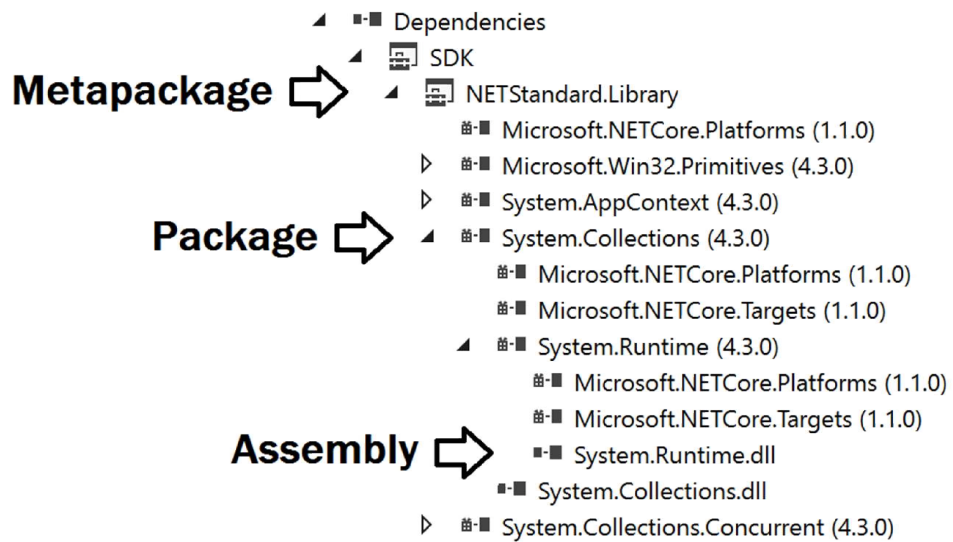 Dependencies
SDK
Metapackage
NETStandard.Library
Microsoft.NETCore.Platforms (1.1.0)
Microsoft.Win32.Primitives (4.3.0)
System.AppContext (4.3.0)
Package
System.Collections (4.3.0)
Microsoft.NETCore.Platforms (1.1.0)
Microsoft.NETCore.Targets (1.1.0)
System.Runtime (4.3.0)
Microsoft.NETCore.Platforms (1.1.0)
Microsoft.NETCore.Targets (1.1.0)
Assembly
System.Runtime.dll
System.Collections.dll
System.Collections.Concurrent (4.3.0)